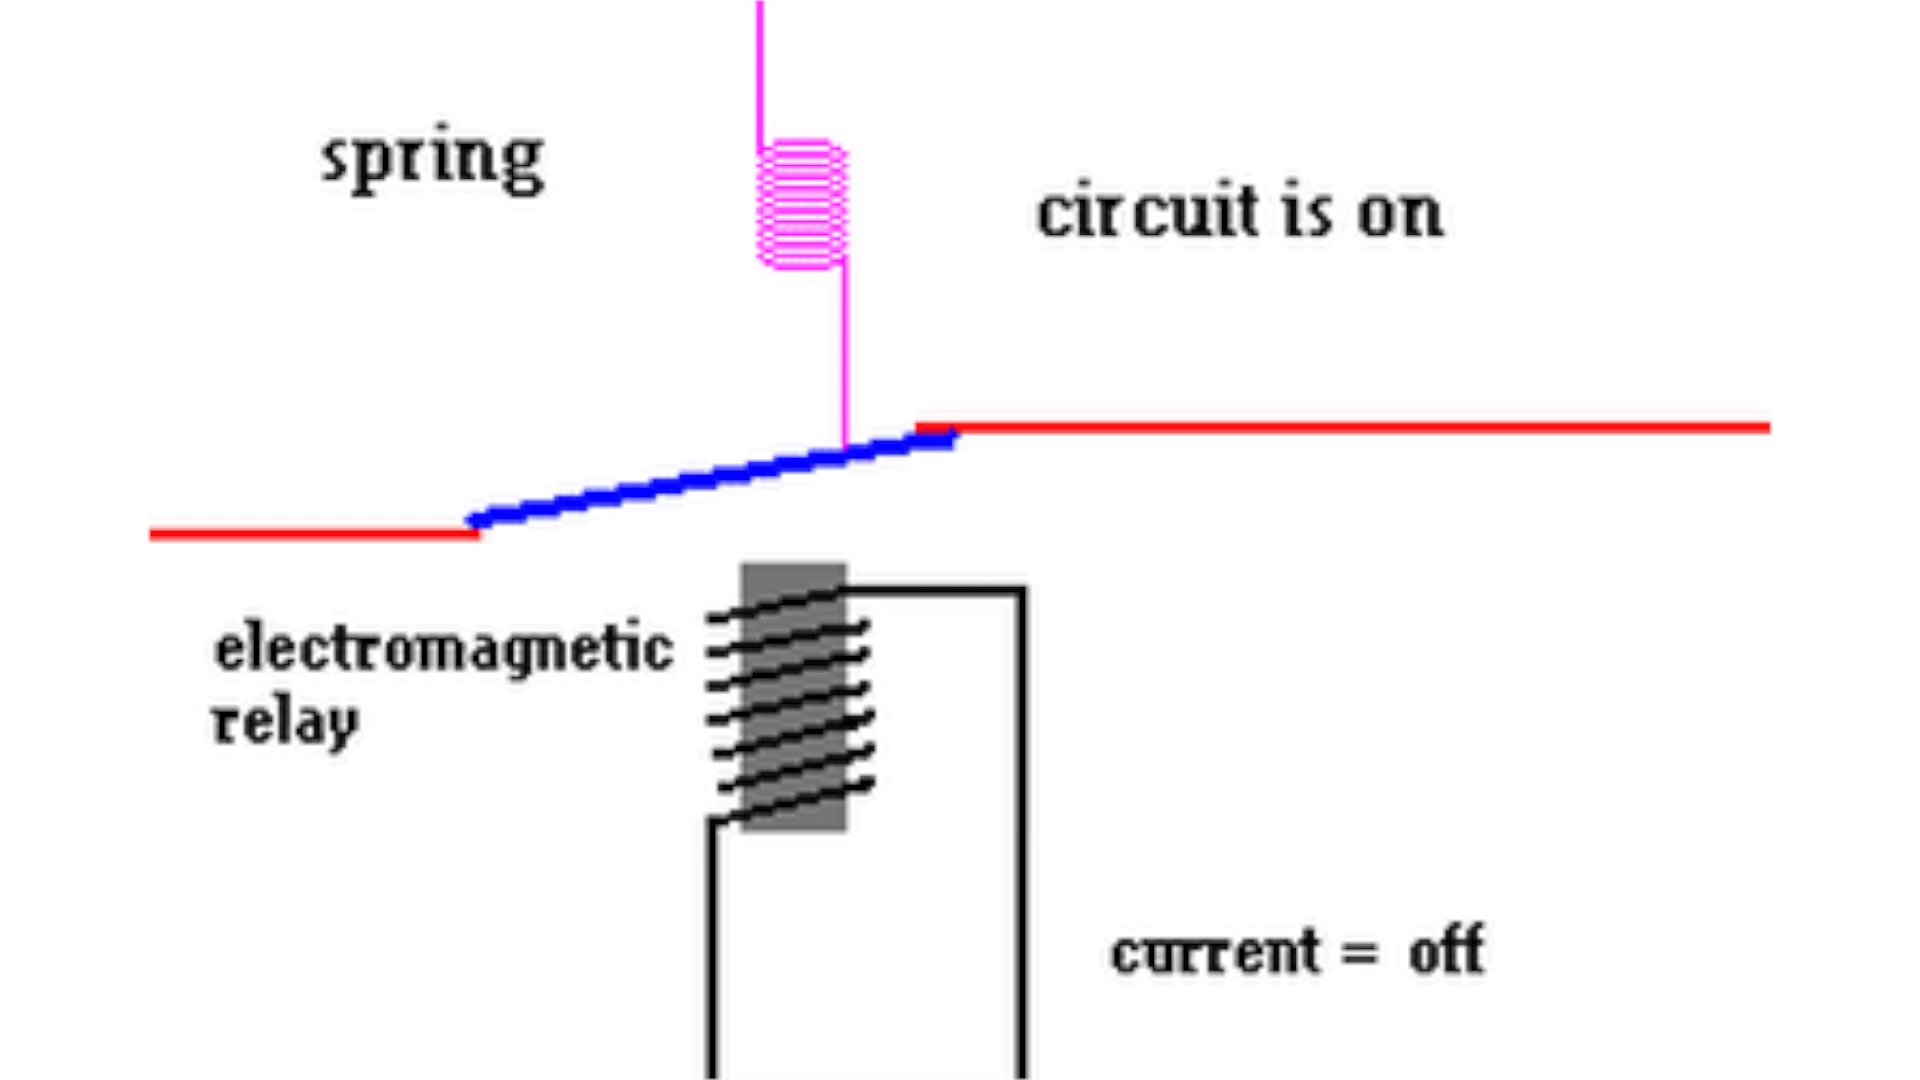 spring
circuit is on
electromagnetic
relay
current = off